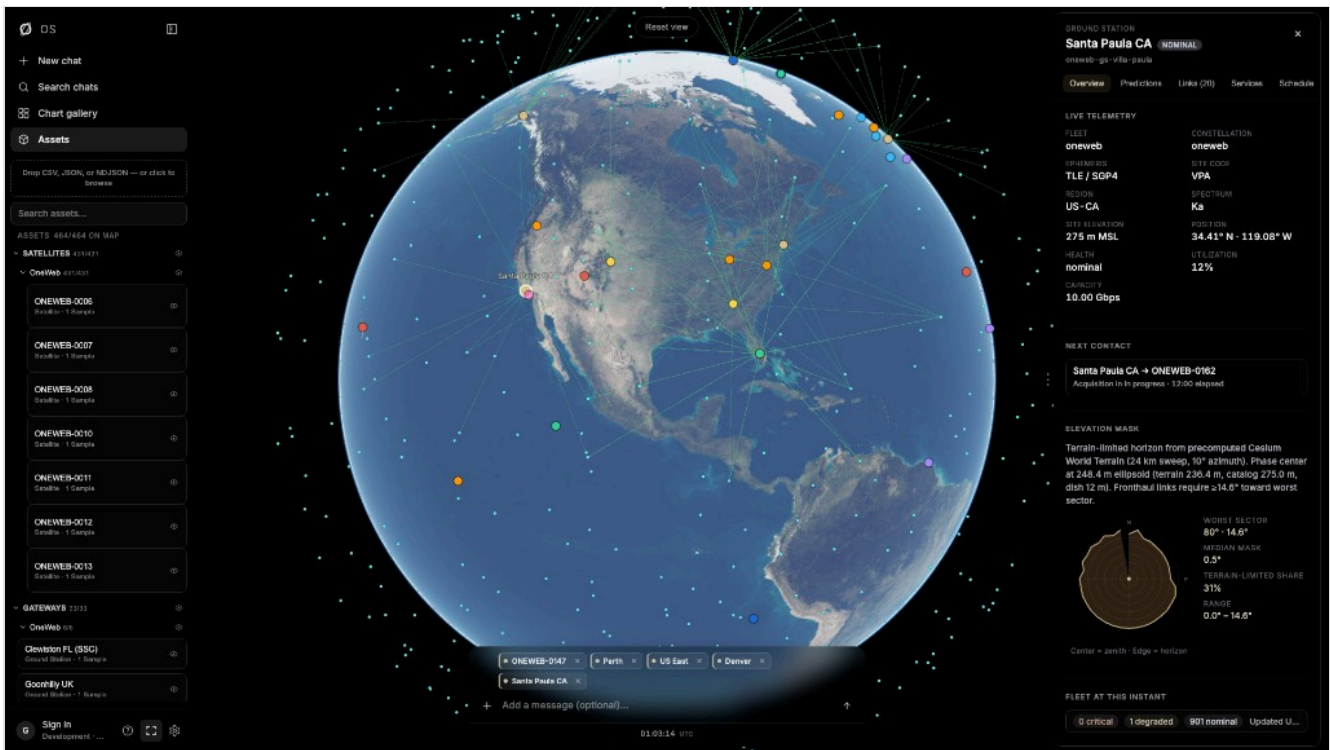 OS
New chat
Search chats
Chart gallery
Assets
Drop CSV, JSON, or NDJSON — or click to
browse
Search assets...
ASSETS 464/464 ON MAP
SATELLITES 431/431
OneWeb 431/431
ONEWEB-0006
Satellite · 1 Sample
ONEWEB-0007
Satellite · 1 Sample
ONEWEB-0008
Satellite · 1 Sample
ONEWEB-0010
Satellite · 1 Sample
ONEWEB-0011
Satellite · 1 Sample
ONEWEB-0012
Satellite · 1 Sample
ONEWEB-0013
Satellite · 1 Sample
GATEWAYS 33/33
OneWeb 6/6
Clewiston FL (SSC)
Ground Station · 1 Sample
Goonhilly UK
Ground Station · 1 Sample
G
Sign in
Development · ...
Reset view
Santa Paula CA
ONEWEB-0147 ×
Perth ×
US East ×
Denver ×
Santa Paula CA ×
Add a message (optional)...
01:03:14 UTC
GROUND STATION
Santa Paula CA NOMINAL
oneweb-gs-villa-paula
Overview Predictions Links (20) Services Schedule
LIVE TELEMETRY
FLEET CONSTELLATION
oneweb oneweb
EPHEMERIS SITE CODE
TLE / SGP4 VPA
REGION SPECTRUM
US-CA Ka
SITE ELEVATION POSITION
275 m MSL 34.41° N · 119.08° W
HEALTH UTILIZATION
nominal 12%
CAPACITY
10.00 Gbps
NEXT CONTACT
Santa Paula CA → ONEWEB-0162
Acquisition in in progress · 12:00 elapsed
ELEVATION MASK
Terrain-limited horizon from precomputed Cesium
World Terrain (24 km sweep, 10° azimuth). Phase center
at 248.4 m ellipsoid (terrain 236.4 m, catalog 275.0 m,
dish 12 m). Fronthaul links require ≥14.6° toward worst
sector.
N
WORST SECTOR
80° · 14.6°
MEDIAN MASK
0.5°
TERRAIN-LIMITED SHARE
31%
RANGE
0.0° – 14.6°
Center = zenith · Edge = horizon
FLEET AT THIS INSTANT
0 critical 1 degraded 901 nominal Updated U...